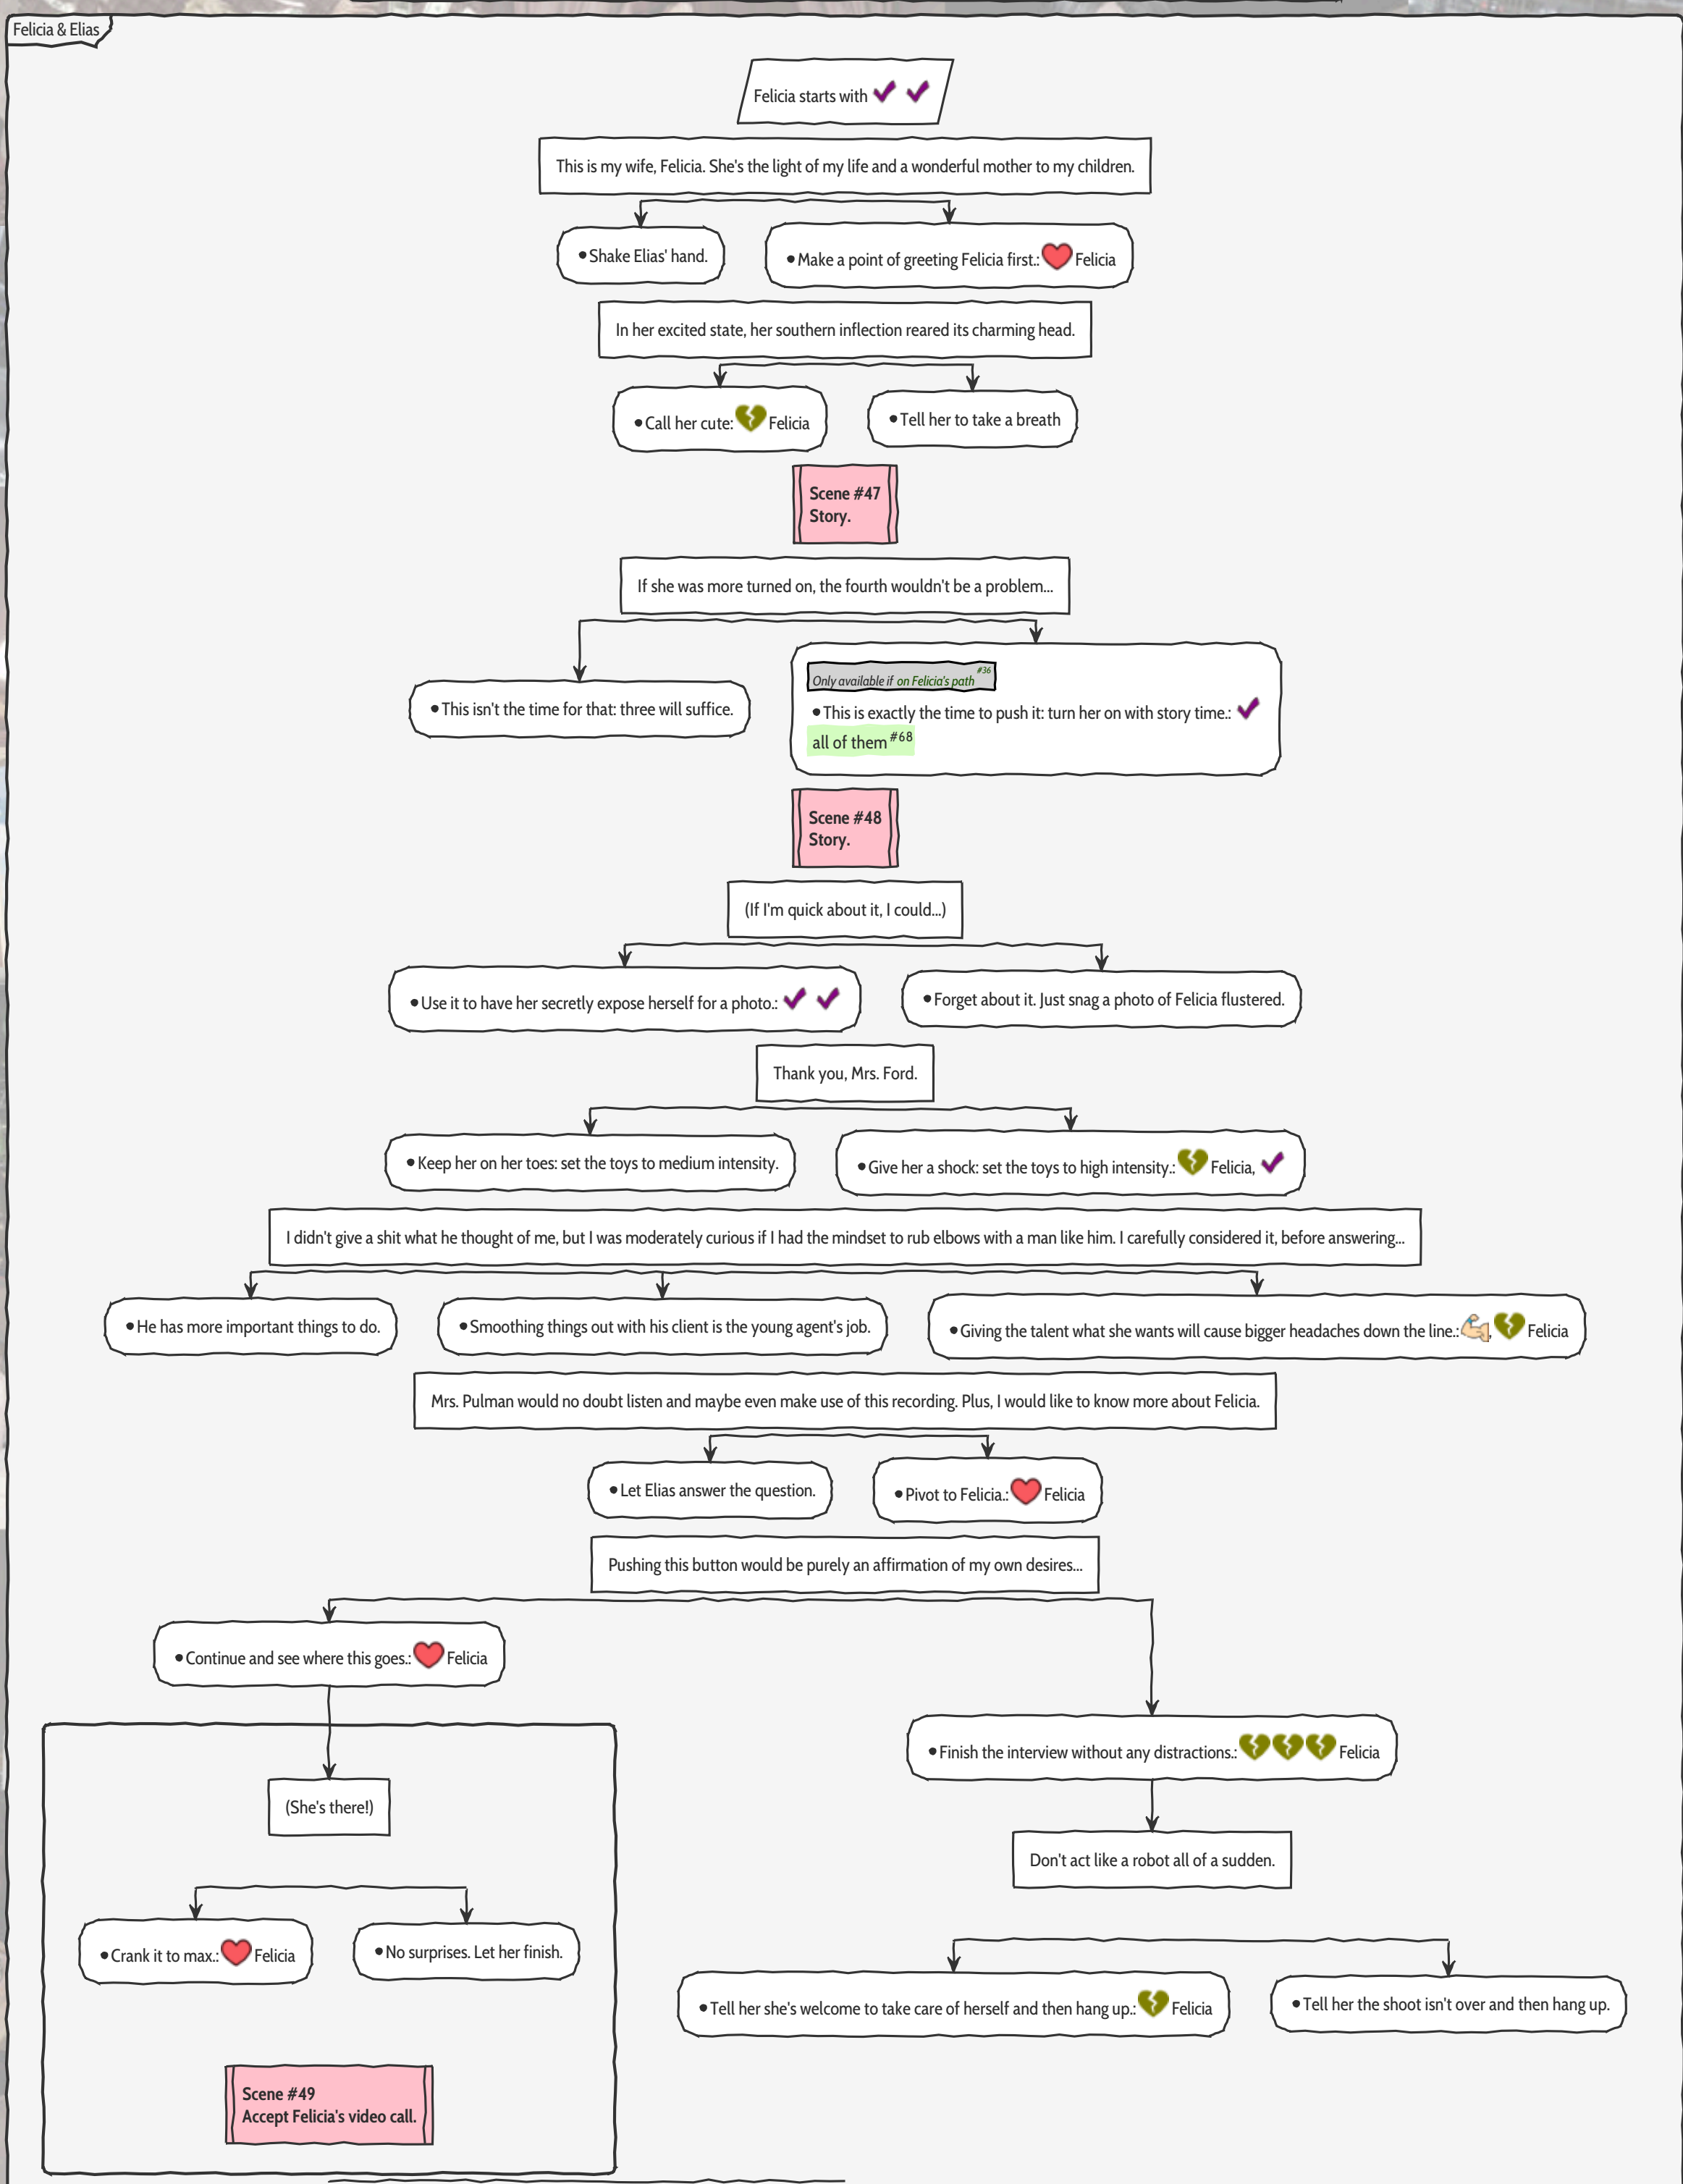 Felicia & Elias
Felicia starts with
This is my wife, Felicia. She's the light of my life and a wonderful mother to my children.
•Shake Elias' hand.
•Make a point of greeting Felicia first.: Felicia
In her excited state, her southern inflection reared its charming head.
•Call her cute: Felicia
•Tell her to take a breath
Scene #47
Story.
If she was more turned on, the fourth wouldn't be a problem...
•This isn't the time for that: three will suffice.
Only available if on Felicia's path #36
•This is exactly the time to push it: turn her on with story time.:
all of them #68
Scene #48
Story.
(If I'm quick about it, I could...)
•Use it to have her secretly expose herself for a photo.:
•Forget about it. Just snag a photo of Felicia flustered.
Thank you, Mrs. Ford.
•Keep her on her toes: set the toys to medium intensity.
•Give her a shock: set the toys to high intensity.: Felicia,
I didn't give a shit what he thought of me, but I was moderately curious if I had the mindset to rub elbows with a man like him. I carefully considered it, before answering...
•He has more important things to do.
•Smoothing things out with his client is the young agent's job.
•Giving the talent what she wants will cause bigger headaches down the line.: , Felicia
Mrs. Pulman would no doubt listen and maybe even make use of this recording. Plus, I would like to know more about Felicia.
•Let Elias answer the question.
•Pivot to Felicia.: Felicia
Pushing this button would be purely an affirmation of my own desires...
•Continue and see where this goes.: Felicia
•Finish the interview without any distractions.: Felicia
(She's there!)
Don't act like a robot all of a sudden.
•Crank it to max.: Felicia
•No surprises. Let her finish.
•Tell her she's welcome to take care of herself and then hang up.: Felicia
•Tell her the shoot isn't over and then hang up.
Scene #49
Accept Felicia's video call.